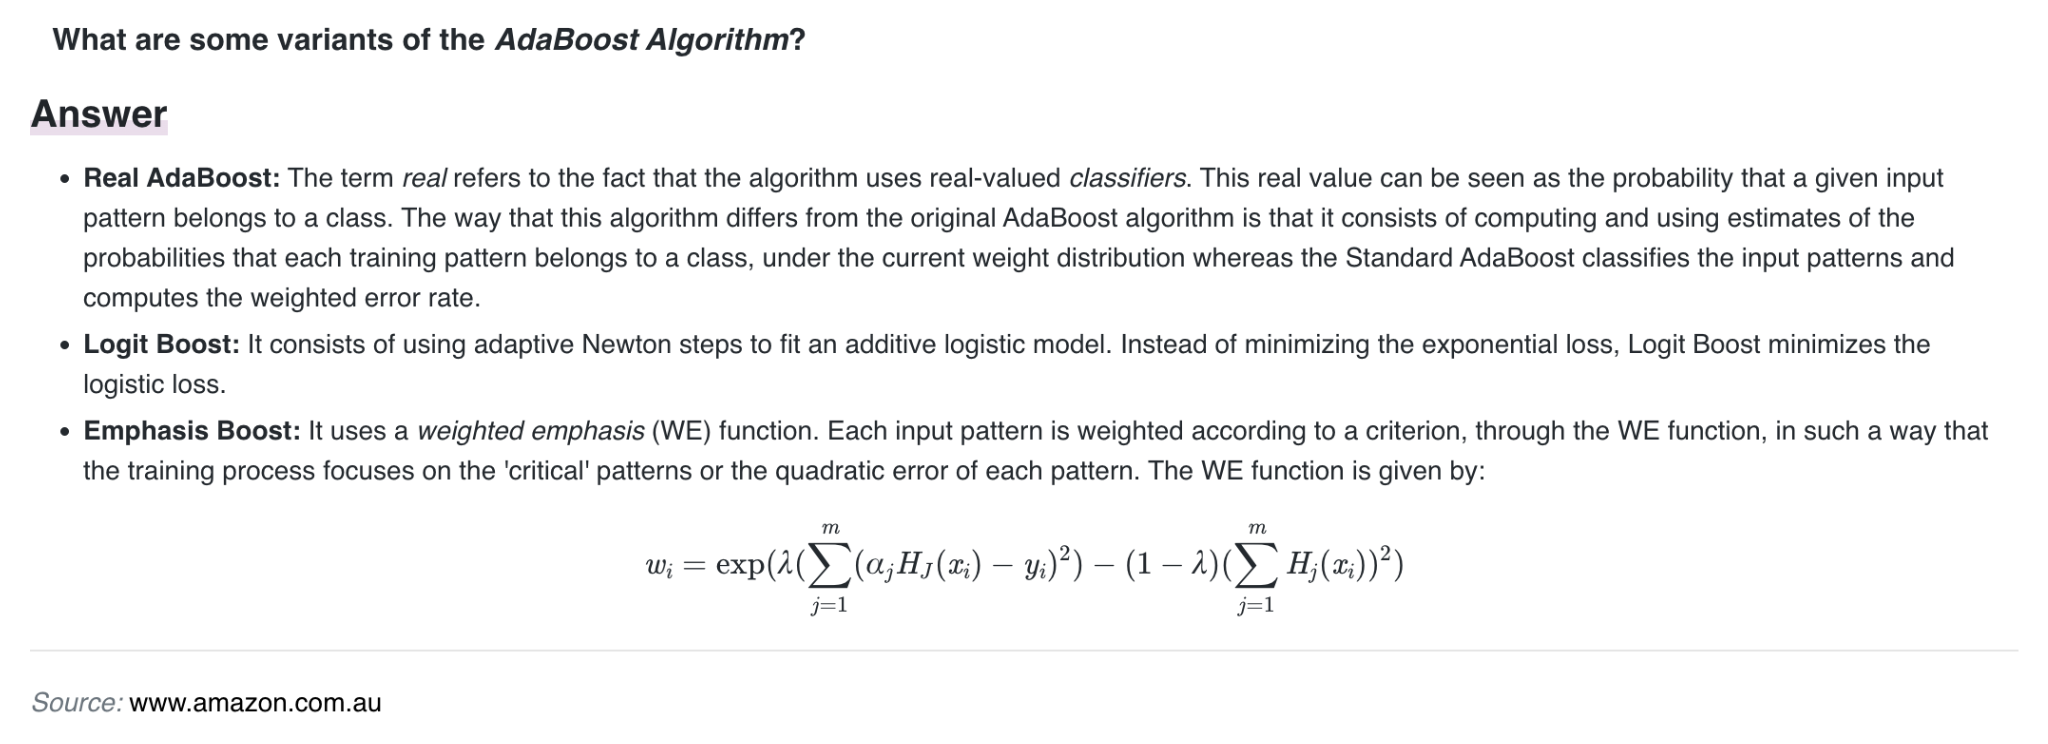 What are some variants of the AdaBoost Algorithm?
Answer
• Real AdaBoost: The term real refers to the fact that the algorithm uses real-valued classifiers. This real value can be seen as the probability that a given input
pattern belongs to a class. The way that this algorithm differs from the original AdaBoost algorithm is that it consists of computing and using estimates of the
probabilities that each training pattern belongs to a class, under the current weight distribution whereas the Standard AdaBoost classifies the input patterns and
computes the weighted error rate.
• Logit Boost: It consists of using adaptive Newton steps to fit an additive logistic model. Instead of minimizing the exponential loss, Logit Boost minimizes the
logistic loss.
• Emphasis Boost: It uses a weighted emphasis (WE) function. Each input pattern is weighted according to a criterion, through the WE function, in such a way that
the training process focuses on the 'critical' patterns or the quadratic error of each pattern. The WE function is given by:
w_i = exp(λ(∑_{j=1}^{m}(α_j H_J(x_i) − y_i)^2) − (1 − λ)(∑_{j=1}^{m} H_j(x_i))^2)
Source: www.amazon.com.au